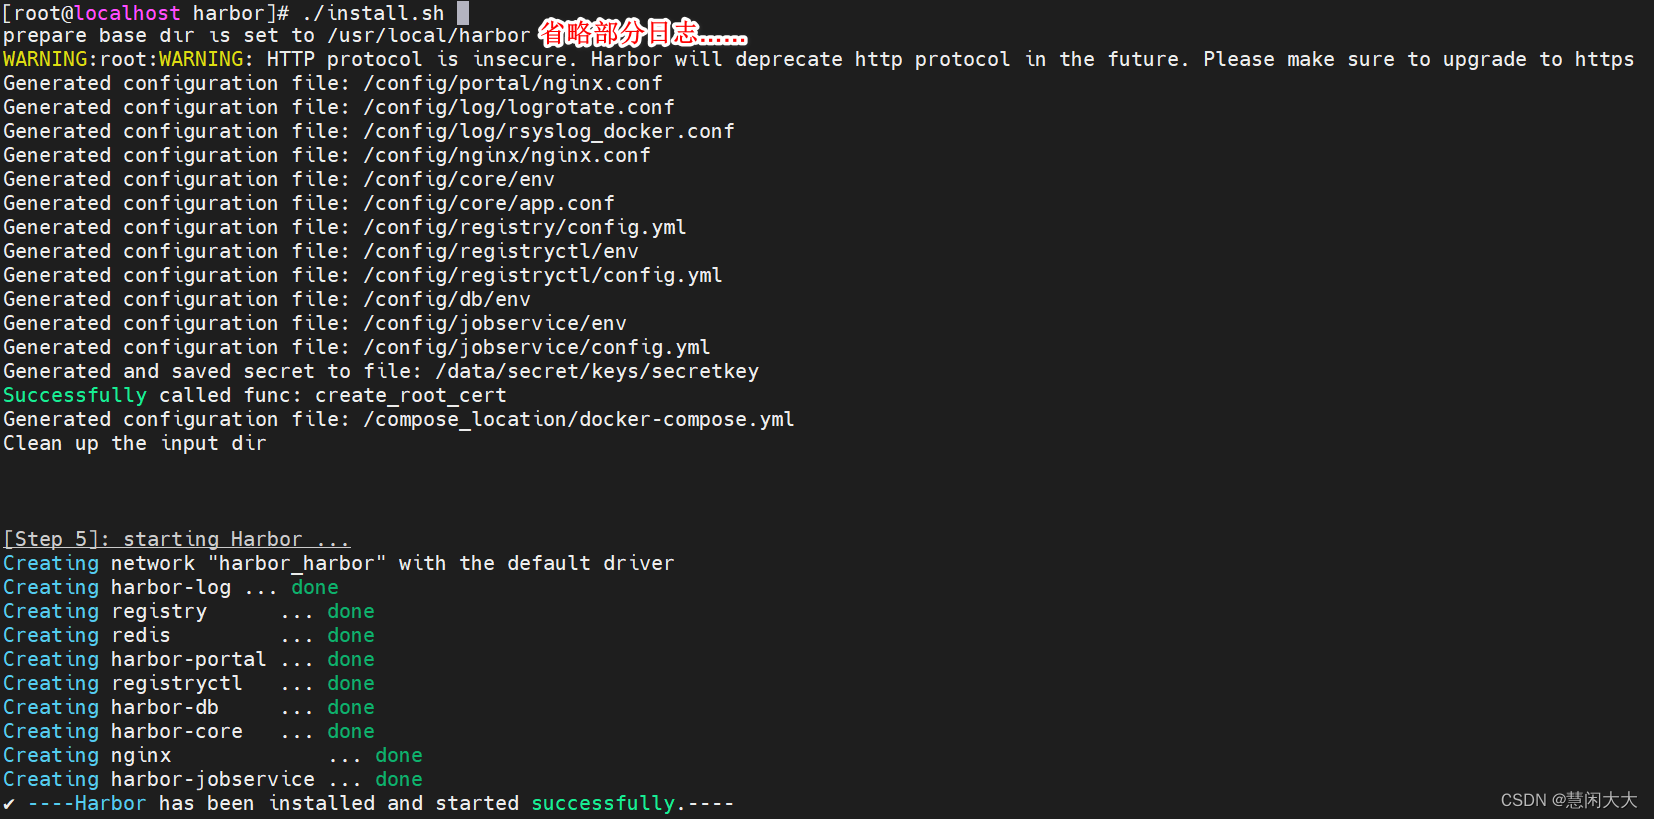 [root@localhost harbor]# ./install.sh
prepare base dir is set to /usr/local/harbor 省略部分日志......
WARNING:root:WARNING: HTTP protocol is insecure. Harbor will deprecate http protocol in the future. Please make sure to upgrade to https
Generated configuration file: /config/portal/nginx.conf
Generated configuration file: /config/log/logrotate.conf
Generated configuration file: /config/log/rsyslog_docker.conf
Generated configuration file: /config/nginx/nginx.conf
Generated configuration file: /config/core/env
Generated configuration file: /config/core/app.conf
Generated configuration file: /config/registry/config.yml
Generated configuration file: /config/registryctl/env
Generated configuration file: /config/registryctl/config.yml
Generated configuration file: /config/db/env
Generated configuration file: /config/jobservice/env
Generated configuration file: /config/jobservice/config.yml
Generated and saved secret to file: /data/secret/keys/secretkey
Successfully called func: create_root_cert
Generated configuration file: /compose_location/docker-compose.yml
Clean up the input dir
[Step 5]: starting Harbor ...
Creating network "harbor_harbor" with the default driver
Creating harbor-log ... done
Creating registry      ... done
Creating redis         ... done
Creating harbor-portal ... done
Creating registryctl   ... done
Creating harbor-db     ... done
Creating harbor-core   ... done
Creating nginx             ... done
Creating harbor-jobservice ... done
✔ ----Harbor has been installed and started successfully.----
CSDN @慧闲大大